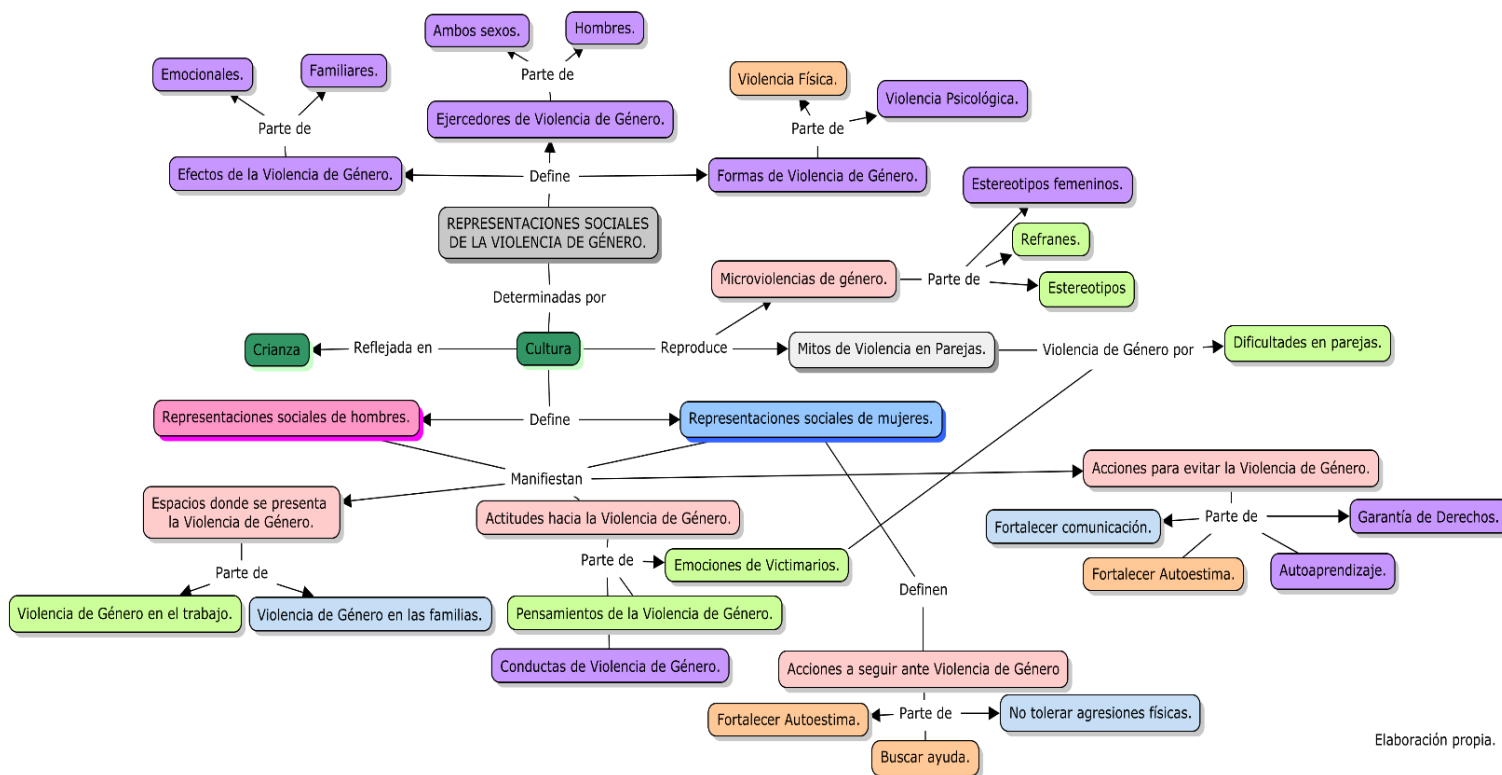 Ambos sexos.
Hombres.
Emocionales.
Familiares.
Parte de
Violencia Física.
Violencia Psicológica.
Parte de
Ejercedores de Violencia de Género.
Parte de
Efectos de la Violencia de Género.
Define
Formas de Violencia de Género.
Estereotipos femeninos.
REPRESENTACIONES SOCIALES
DE LA VIOLENCIA DE GÉNERO.
Refranes.
Microviolencias de género.
Parte de
Estereotipos
Determinadas por
Crianza
Reflejada en
Cultura
Reproduce
Mitos de Violencia en Parejas.
Violencia de Género por
Dificultades en parejas.
Representaciones sociales de hombres.
Define
Representaciones sociales de mujeres.
Manifiestan
Acciones para evitar la Violencia de Género.
Espacios donde se presenta
la Violencia de Género.
Actitudes hacia la Violencia de Género.
Fortalecer comunicación.
Parte de
Garantía de Derechos.
Parte de
Parte de
Emociones de Victimarios.
Fortalecer Autoestima.
Autoaprendizaje.
Definen
Violencia de Género en el trabajo.
Violencia de Género en las familias.
Pensamientos de la Violencia de Género.
Conductas de Violencia de Género.
Acciones a seguir ante Violencia de Género
Fortalecer Autoestima.
Parte de
No tolerar agresiones físicas.
Buscar ayuda.
Elaboración propia.